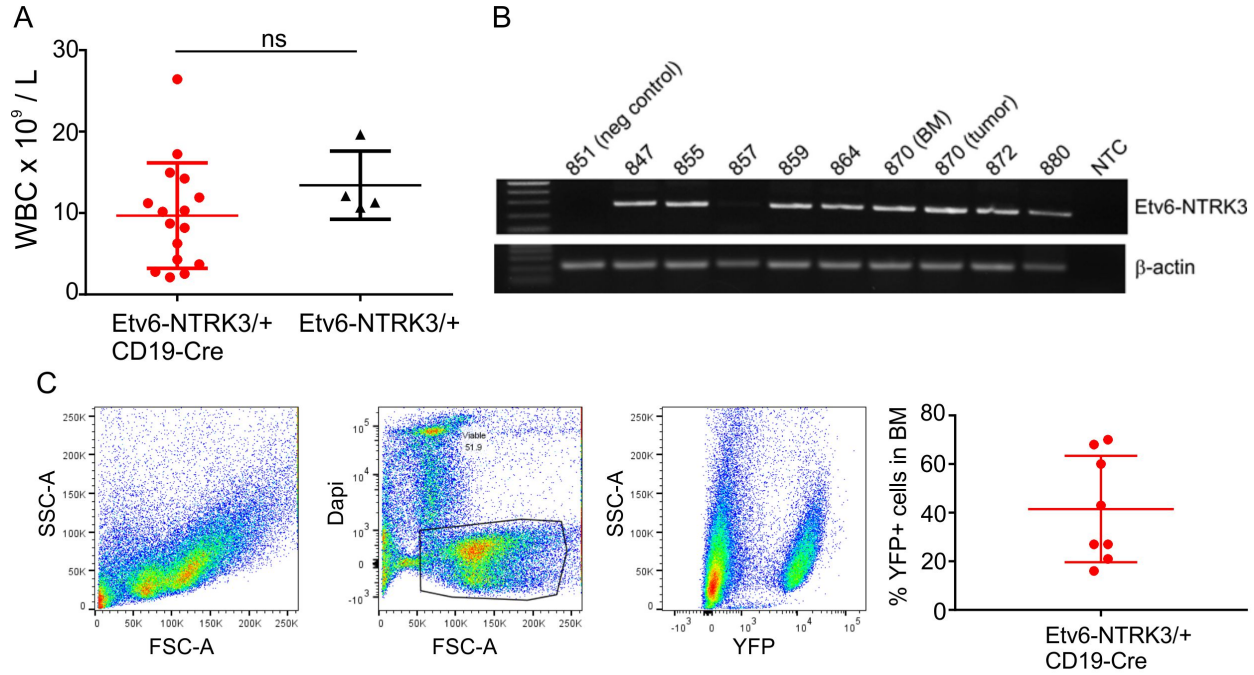 A
WBC x 10⁹ / L
30
20
10
0
ns
Etv6-NTRK3/+
CD19-Cre
Etv6-NTRK3/+
B
851 (neg control)
847
855
857
859
864
870 (BM)
870 (tumor)
872
880
NTC
Etv6-NTRK3
β-actin
C
SSC-A
250K
200K
150K
100K
50K
0
0 50K 100K 150K 200K 250K
FSC-A
Dapi
10⁵
10⁴
10³
0
-10³
Viable
51.9
0 50K 100K 150K 200K 250K
FSC-A
SSC-A
250K
200K
150K
100K
50K
0
-10³ 0 10³ 10⁴ 10⁵
YFP
% YFP+ cells in BM
80
60
40
20
0
Etv6-NTRK3/+
CD19-Cre